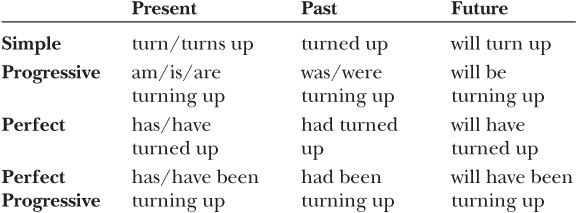 Present Past Future
Simple turn/turns up turned up will turn up
Progressive am/is/are was/were will be
turning up turning up turning up
Perfect has/have had turned will have
turned up up turned up
Perfect has/have been had been will have been
Progressive turning up turning up turning up